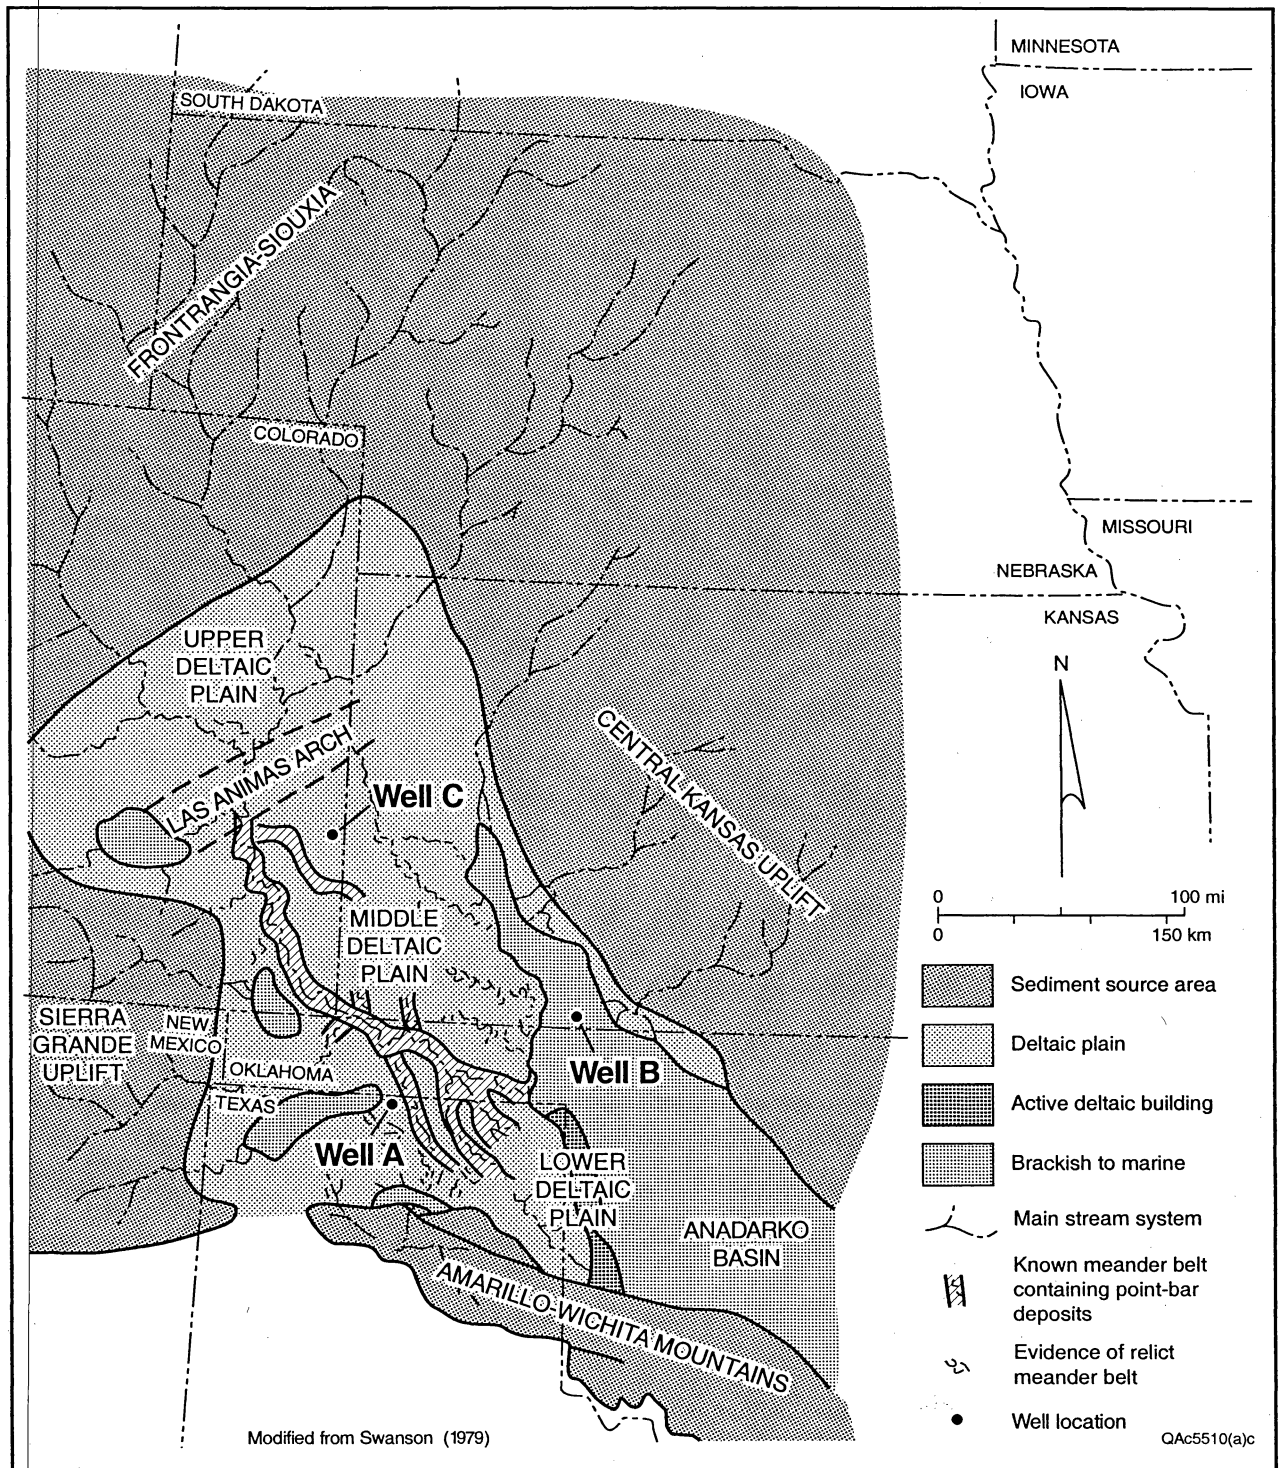 MINNESOTA
IOWA
SOUTH DAKOTA
FRONTRANGIA-SIOUXIA
COLORADO
MISSOURI
NEBRASKA
KANSAS
UPPER
DELTAIC
PLAIN
N
CENTRAL KANSAS UPLIFT
LAS ANIMAS ARCH
Well C
0 100 mi
0 150 km
MIDDLE
DELTAIC
PLAIN
SIERRA
GRANDE
UPLIFT
NEW
MEXICO
OKLAHOMA
TEXAS
Well B
Well A
LOWER
DELTAIC
PLAIN
ANADARKO
BASIN
AMARILLO-WICHITA MOUNTAINS
Sediment source area
Deltaic plain
Active deltaic building
Brackish to marine
Main stream system
Known meander belt
containing point-bar
deposits
Evidence of relict
meander belt
Well location
Modified from Swanson (1979)
QAc5510(a)c